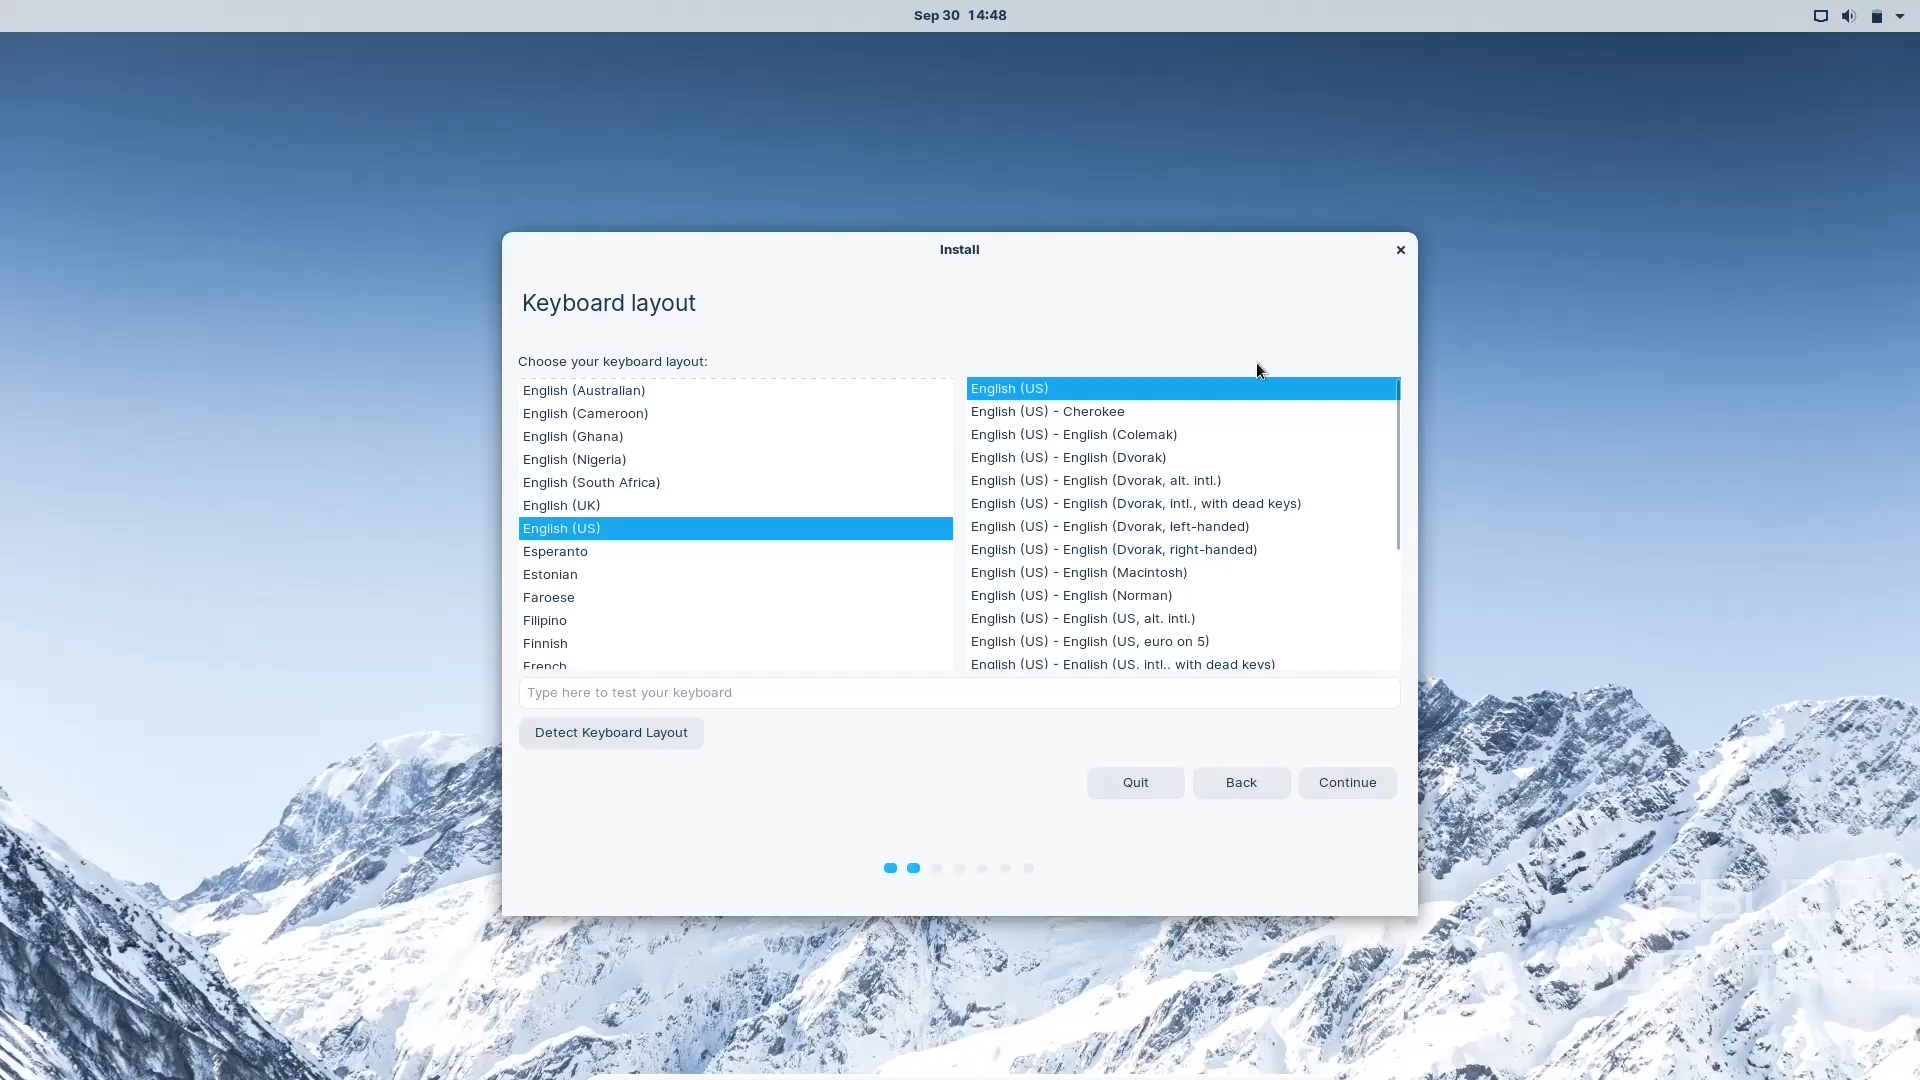 Sep 30 14:48
Install
Keyboard layout
Choose your keyboard layout:
English (Australian)
English (Cameroon)
English (Ghana)
English (Nigeria)
English (South Africa)
English (UK)
English (US)
Esperanto
Estonian
Faroese
Filipino
Finnish
French
English (US)
English (US) - Cherokee
English (US) - English (Colemak)
English (US) - English (Dvorak)
English (US) - English (Dvorak, alt. intl.)
English (US) - English (Dvorak, intl., with dead keys)
English (US) - English (Dvorak, left-handed)
English (US) - English (Dvorak, right-handed)
English (US) - English (Macintosh)
English (US) - English (Norman)
English (US) - English (US, alt. intl.)
English (US) - English (US, euro on 5)
English (US) - English (US, intl., with dead keys)
Type here to test your keyboard
Detect Keyboard Layout
Quit
Back
Continue